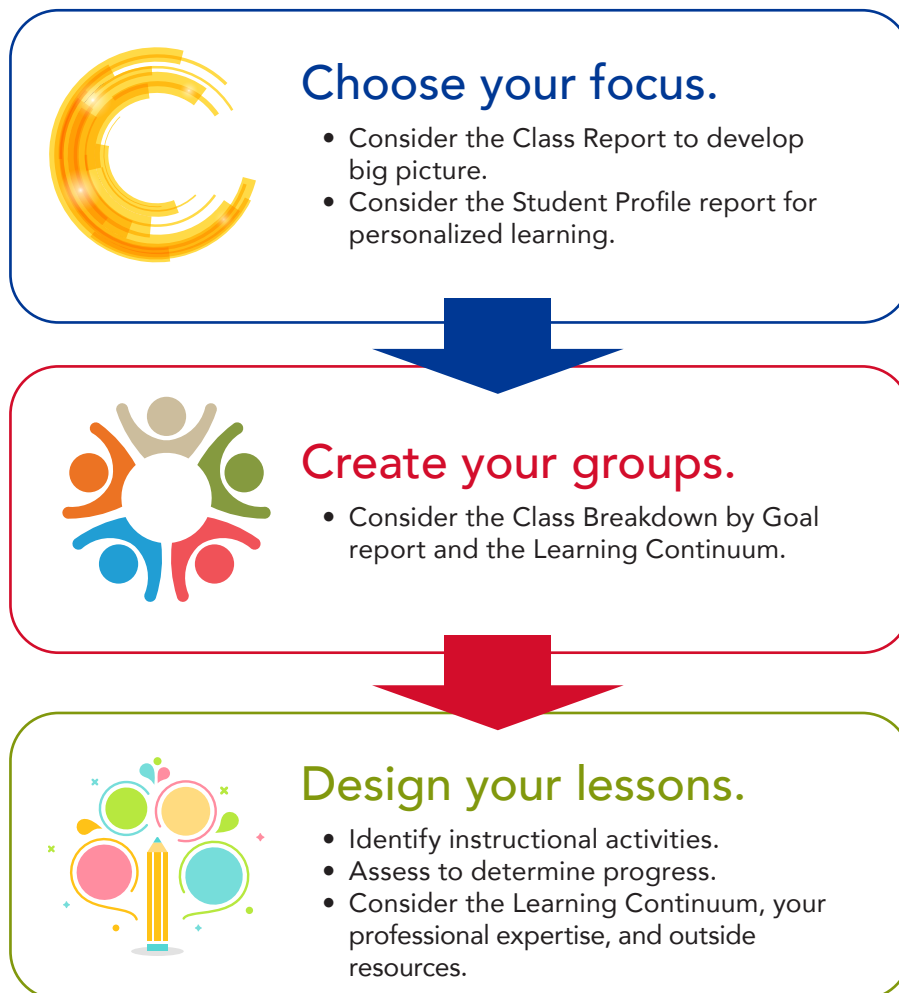 Choose your focus.
• Consider the Class Report to develop
big picture.
• Consider the Student Profile report for
personalized learning.
Create your groups.
• Consider the Class Breakdown by Goal
report and the Learning Continuum.
Design your lessons.
• Identify instructional activities.
• Assess to determine progress.
• Consider the Learning Continuum, your
professional expertise, and outside
resources.